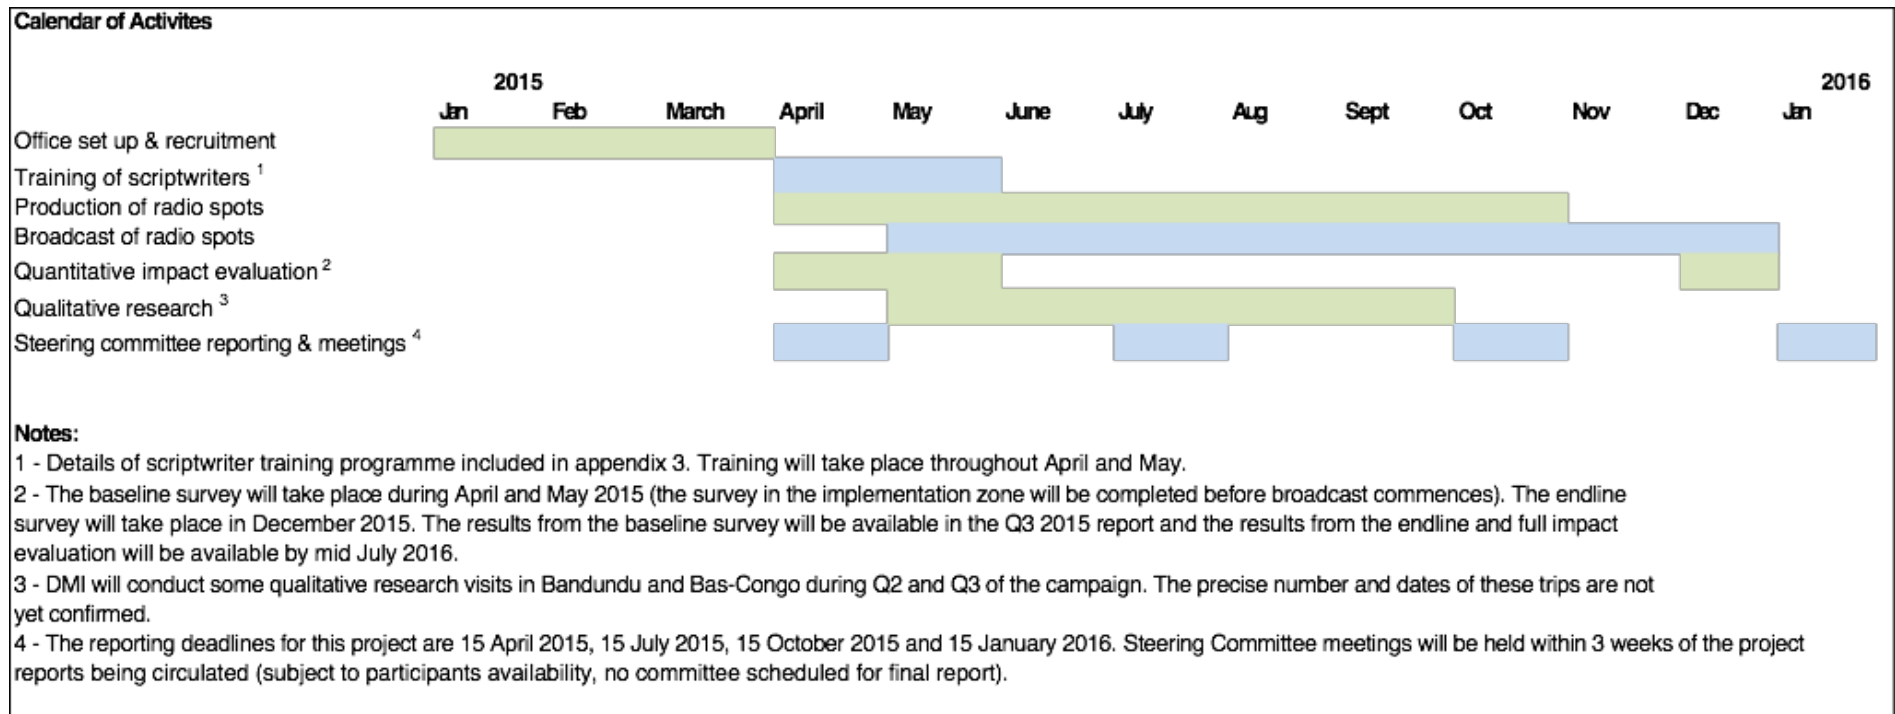 Calendar of Activites
2015 2016
Jan Feb March April May June July Aug Sept Oct Nov Dec Jan
Office set up & recruitment
Training of scriptwriters 1
Production of radio spots
Broadcast of radio spots
Quantitative impact evaluation 2
Qualitative research 3
Steering committee reporting & meetings 4
Notes:
1 - Details of scriptwriter training programme included in appendix 3. Training will take place throughout April and May.
2 - The baseline survey will take place during April and May 2015 (the survey in the implementation zone will be completed before broadcast commences). The endline
survey will take place in December 2015. The results from the baseline survey will be available in the Q3 2015 report and the results from the endline and full impact
evaluation will be available by mid July 2016.
3 - DMI will conduct some qualitative research visits in Bandundu and Bas-Congo during Q2 and Q3 of the campaign. The precise number and dates of these trips are not
yet confirmed.
4 - The reporting deadlines for this project are 15 April 2015, 15 July 2015, 15 October 2015 and 15 January 2016. Steering Committee meetings will be held within 3 weeks of the project
reports being circulated (subject to participants availability, no committee scheduled for final report).